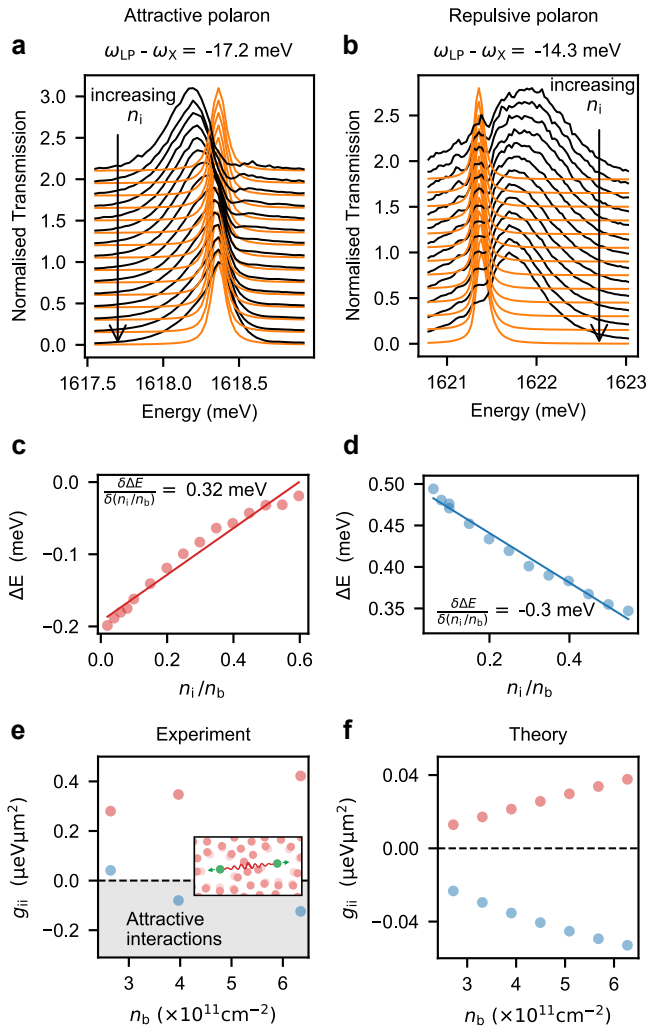 Attractive polaron
Repulsive polaron
a
ω_LP - ω_X = -17.2 meV
b
ω_LP - ω_X = -14.3 meV
Normalised Transmission
3.0
2.5
2.0
1.5
1.0
0.5
0.0
increasing
n_i
1617.5
1618.0
1618.5
Energy (meV)
Normalised Transmission
2.5
2.0
1.5
1.0
0.5
0.0
increasing
n_i
1621
1622
1623
Energy (meV)
c
ΔE (meV)
0.0
−0.1
−0.2
δΔE/δ(n_i/n_b) = 0.32 meV
0.0
0.2
0.4
0.6
n_i/n_b
d
ΔE (meV)
0.50
0.45
0.40
0.35
δΔE/δ(n_i/n_b) = -0.3 meV
0.2
0.4
n_i/n_b
e
Experiment
g_ii (μeVμm²)
0.4
0.2
0.0
−0.2
Attractive
interactions
3
4
5
6
n_b (×10¹¹cm⁻²)
f
Theory
g_ii (μeVμm²)
0.04
0.00
−0.04
3
4
5
6
n_b (×10¹¹cm⁻²)